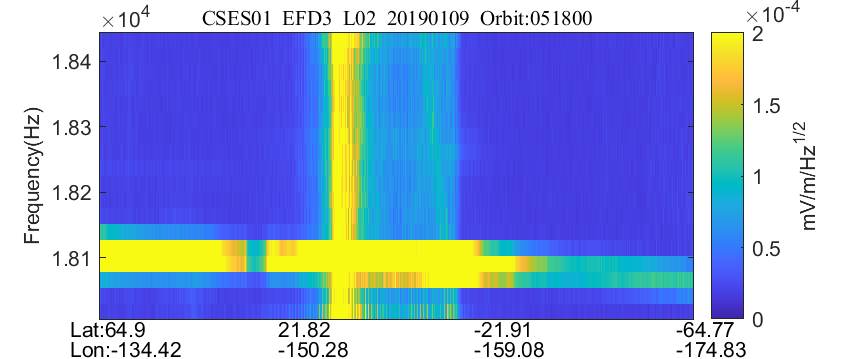 ×10⁴ CSES01 EFD3 L02 20190109 Orbit:051800 ×10⁻⁴
1.84
1.83
1.82
1.81
Frequency(Hz)
2
1.5
1
0.5
0
mV/m/Hz^1/2
Lat:64.9 21.82 -21.91 -64.77
Lon:-134.42 -150.28 -159.08 -174.83